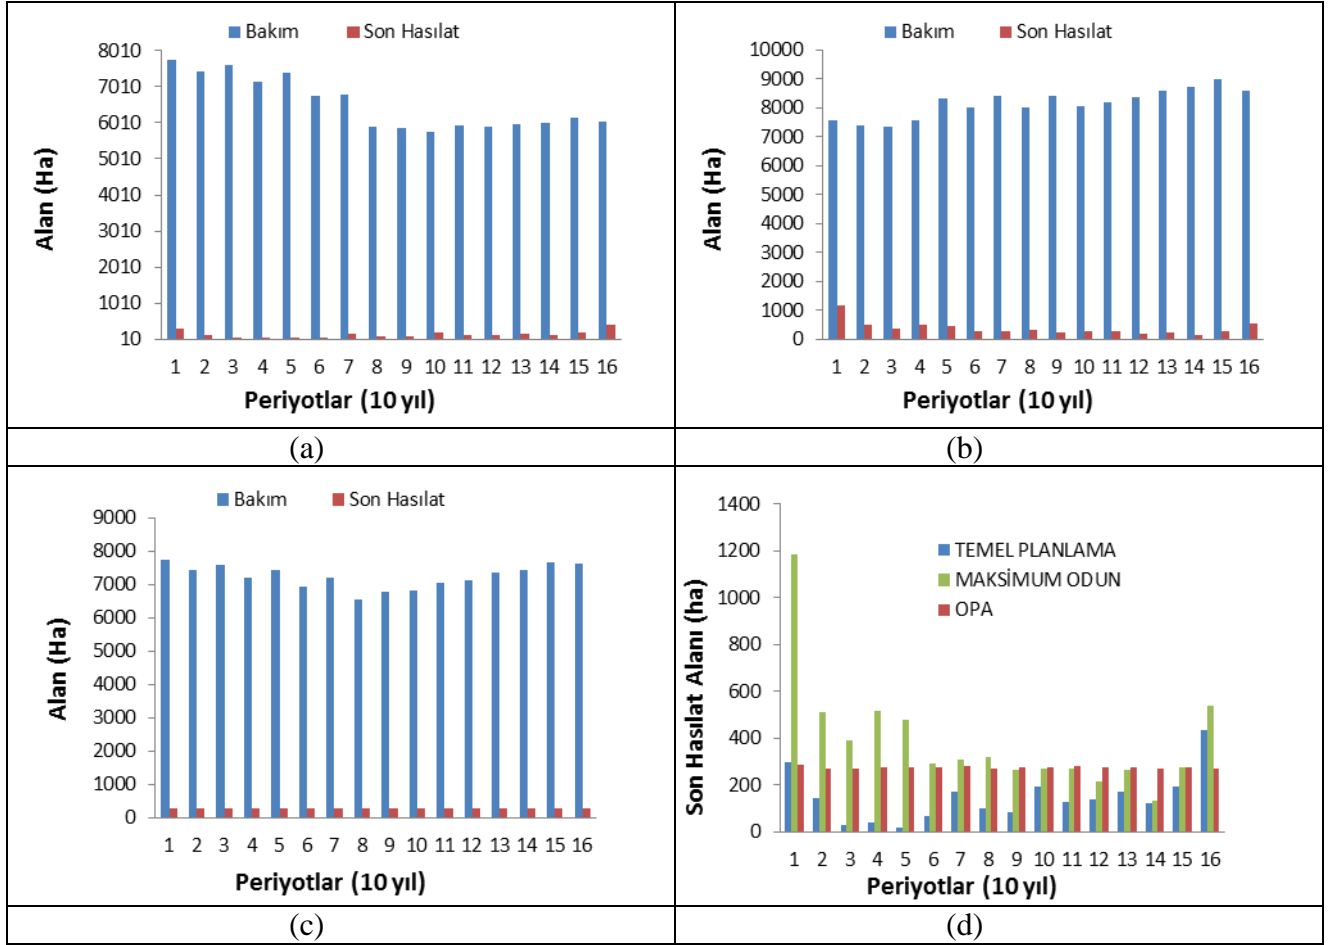 Bakım Son Hasılat
8010
7010
6010
5010
4010
3010
2010
1010
10
Alan (Ha)
1 2 3 4 5 6 7 8 9 10 11 12 13 14 15 16
Periyotlar (10 yıl)
(a)
Bakım Son Hasılat
10000
9000
8000
7000
6000
5000
4000
3000
2000
1000
0
Alan (Ha)
1 2 3 4 5 6 7 8 9 10 11 12 13 14 15 16
Periyotlar (10 yıl)
(b)
Bakım Son Hasılat
9000
8000
7000
6000
5000
4000
3000
2000
1000
0
Alan (Ha)
1 2 3 4 5 6 7 8 9 10 11 12 13 14 15 16
Periyotlar (10 yıl)
(c)
1400
1200
1000
800
600
400
200
0
Son Hasılat Alanı (ha)
TEMEL PLANLAMA
MAKSİMUM ODUN
OPA
1 2 3 4 5 6 7 8 9 10 11 12 13 14 15 16
Periyotlar (10 yıl)
(d)